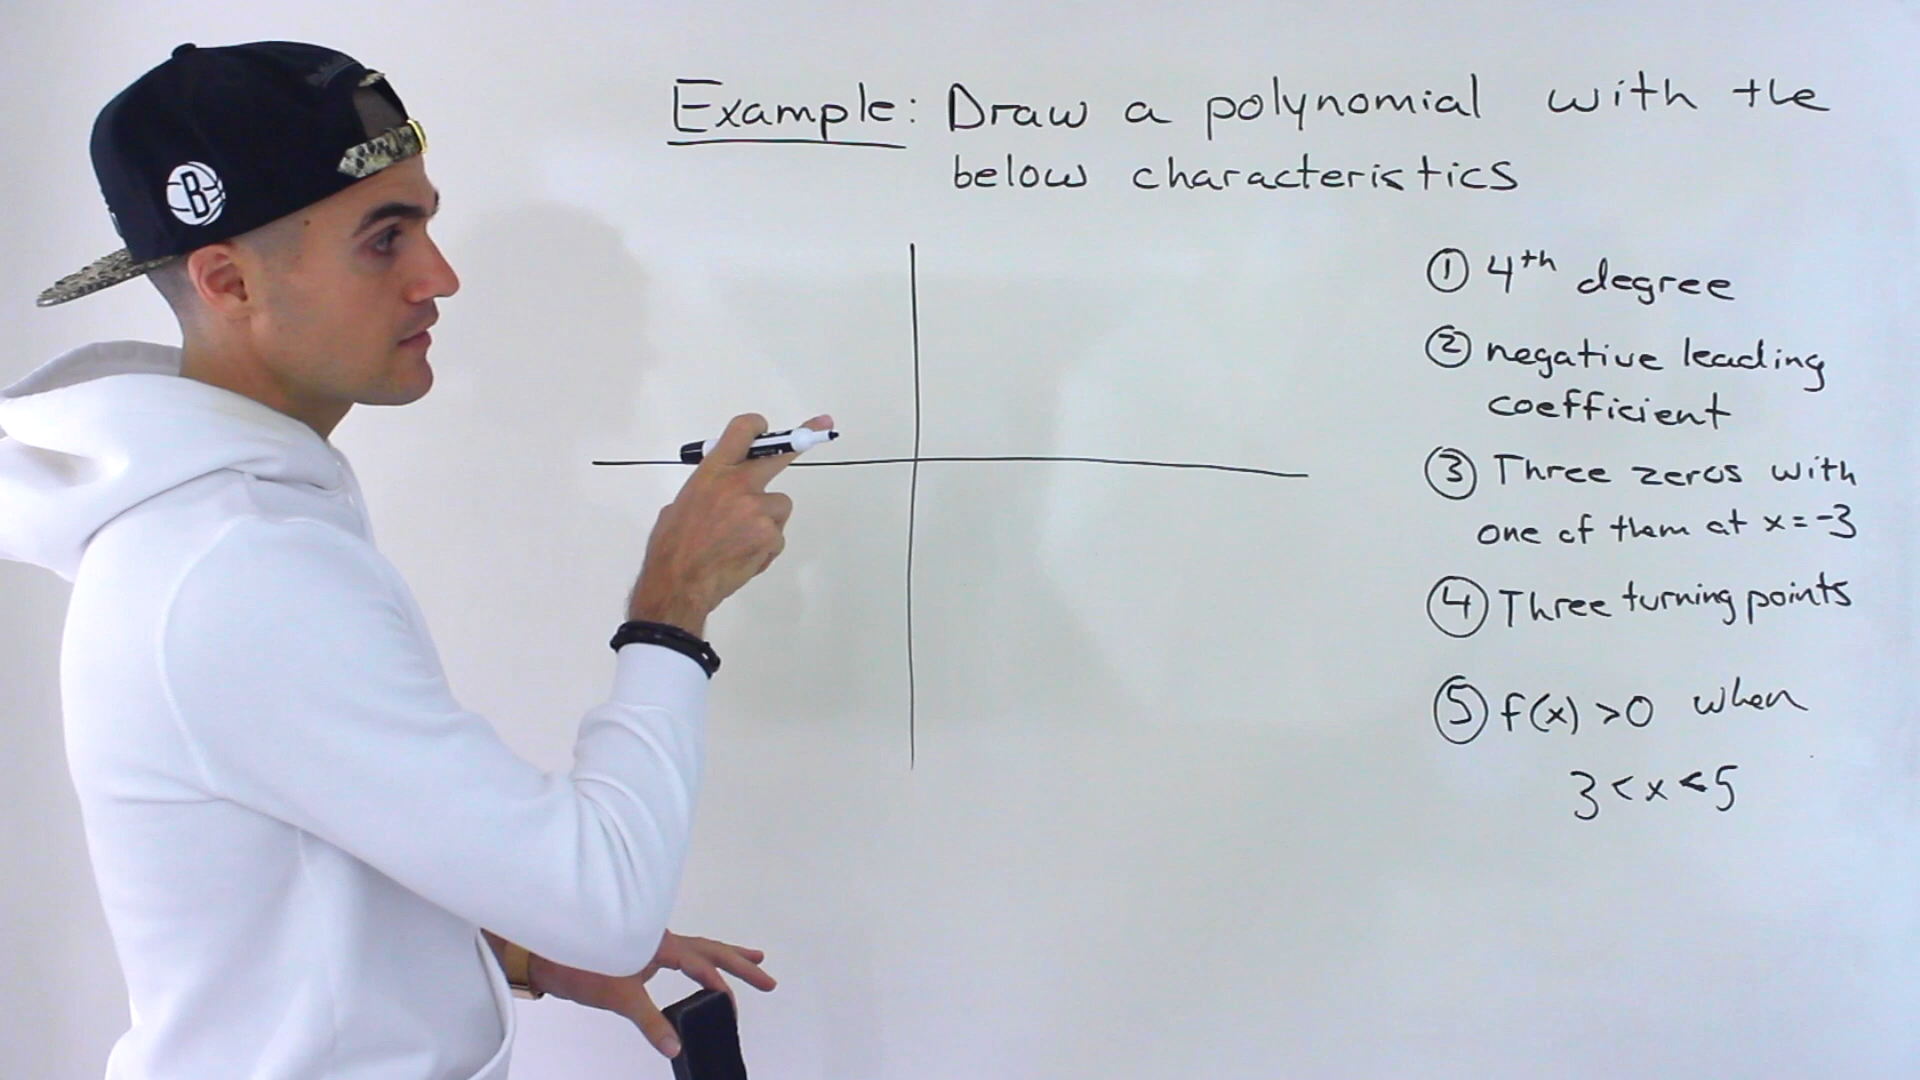 Example: Draw a polynomial with the
below characteristics
① 4th degree
② negative leading
coefficient
③ Three zeros with
one of them at x=-3
④ Three turning points
⑤ f(x) >0 when
3<x<5
B